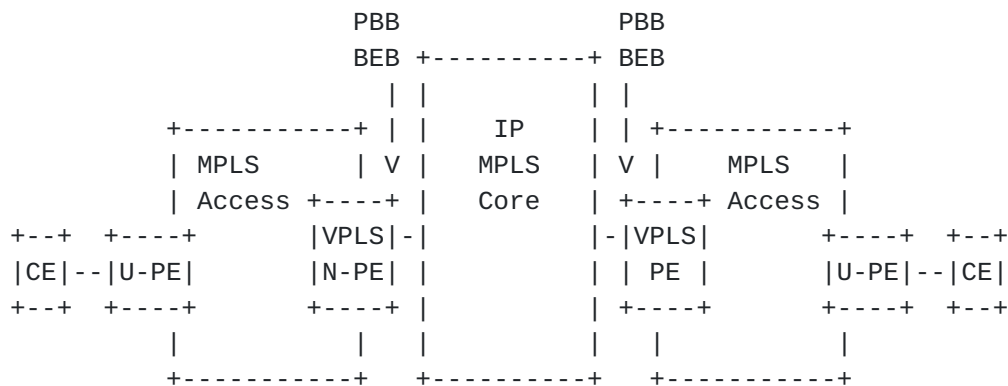 PBB PBB
BEB +----------+ BEB
| | | |
+-----------+ | | IP | | +-----------+
| MPLS | V | MPLS | V | MPLS |
| Access +----+ | Core | +----+ Access |
+--+ +----+ |VPLS|-| |-|VPLS| +----+ +--+
|CE|--|U-PE| |N-PE| | | | PE | |U-PE|--|CE|
+--+ +----+ +----+ | | +----+ +----+ +--+
| | | | | |
+-----------+ +----------+ +-----------+